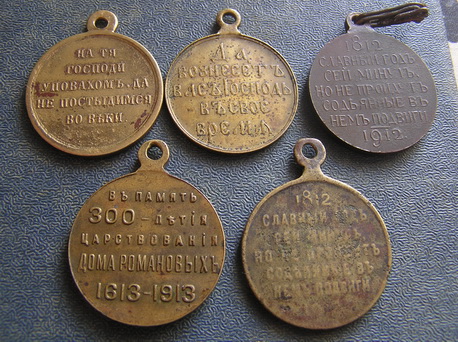 НА ТЯ
ГОСПОДИ
УПОВАХОМЪ, ДА
НЕ ПОСТЫДИМСЯ
ВО ВѢКИ
ДА
ВОЗНЕСЕТЪ
ВАСЪ ГОСПОДЬ
ВЪ СВОЕ
ВРЕМЯ
1812
СЛАВНЫЙ ГОДЪ
СЕЙ МИНУЛЪ,
НО НЕ ПРОЙДУТЪ
СОДѢЯННЫЕ ВЪ
НЕМЪ ПОДВИГИ
1912
ВЪ ПАМЯТЬ
300-ЛѢТІЯ
ЦАРСТВОВАНІЯ
ДОМА РОМАНОВЫХЪ
1613-1913
1812
СЛАВНЫЙ ГОДЪ
СЕЙ МИНУЛЪ
НО НЕ ПРОЙДУТЪ
СОДѢЯННЫЕ ВЪ
НЕМЪ ПОДВИГИ